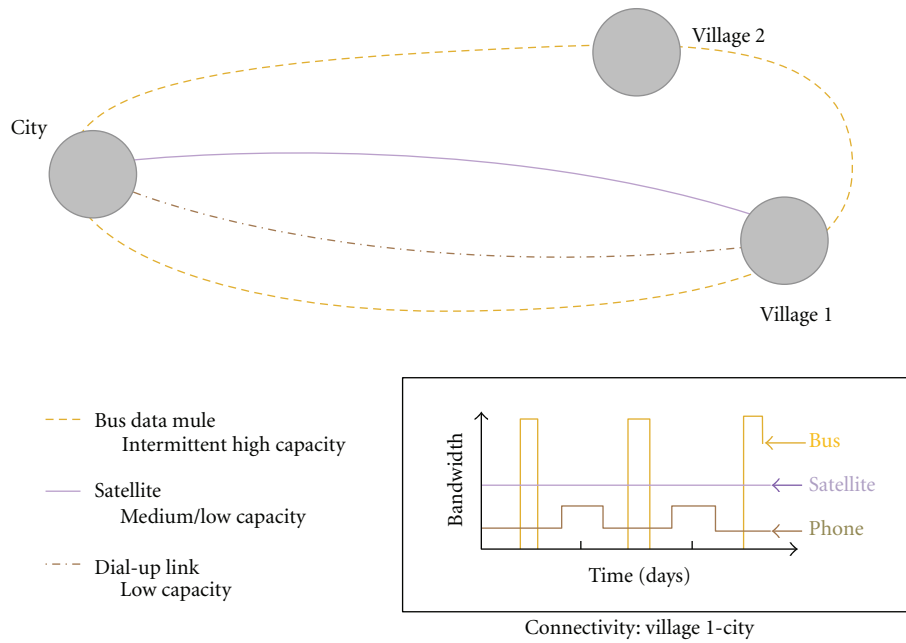 Village 2
City
Village 1
Bus data mule
Intermittent high capacity
Satellite
Medium/low capacity
Dial-up link
Low capacity
Bandwidth
Bus
Satellite
Phone
Time (days)
Connectivity: village 1-city